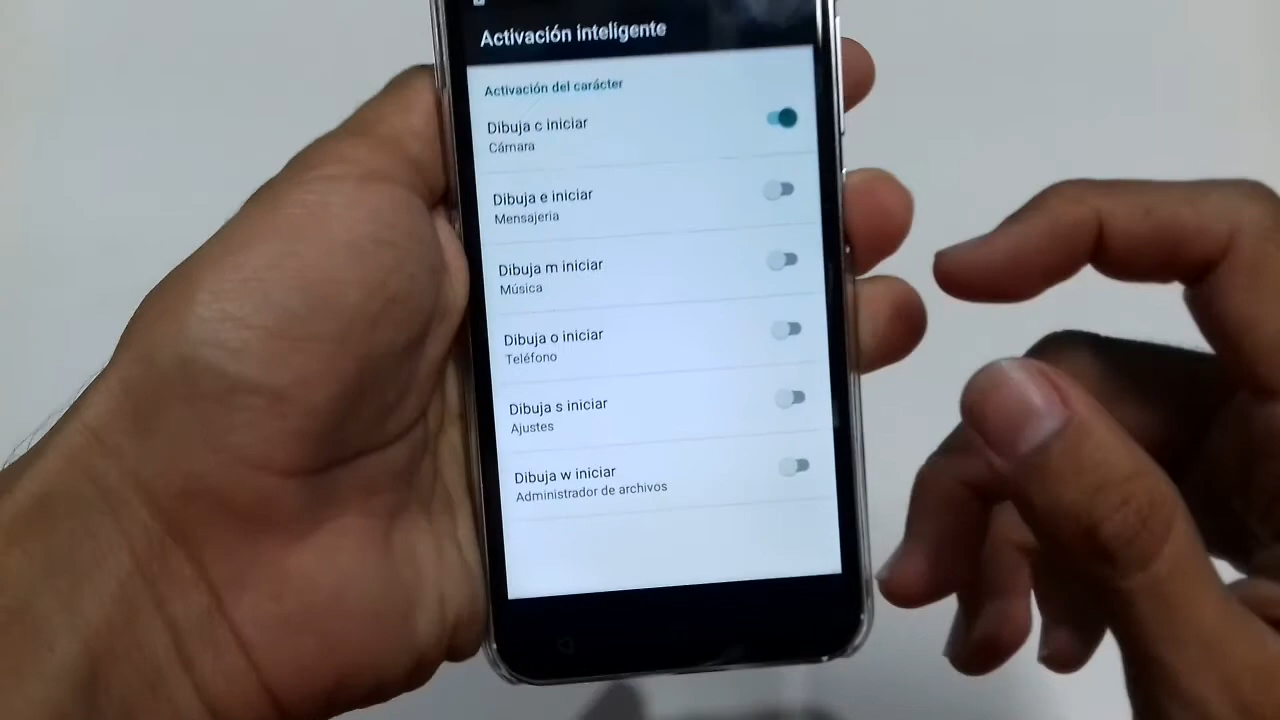 Activación inteligente
Activación del carácter
Dibuja c iniciar
Cámara
Dibuja e iniciar
Mensajeria
Dibuja m iniciar
Música
Dibuja o iniciar
Teléfono
Dibuja s iniciar
Ajustes
Dibuja w iniciar
Administrador de archivos